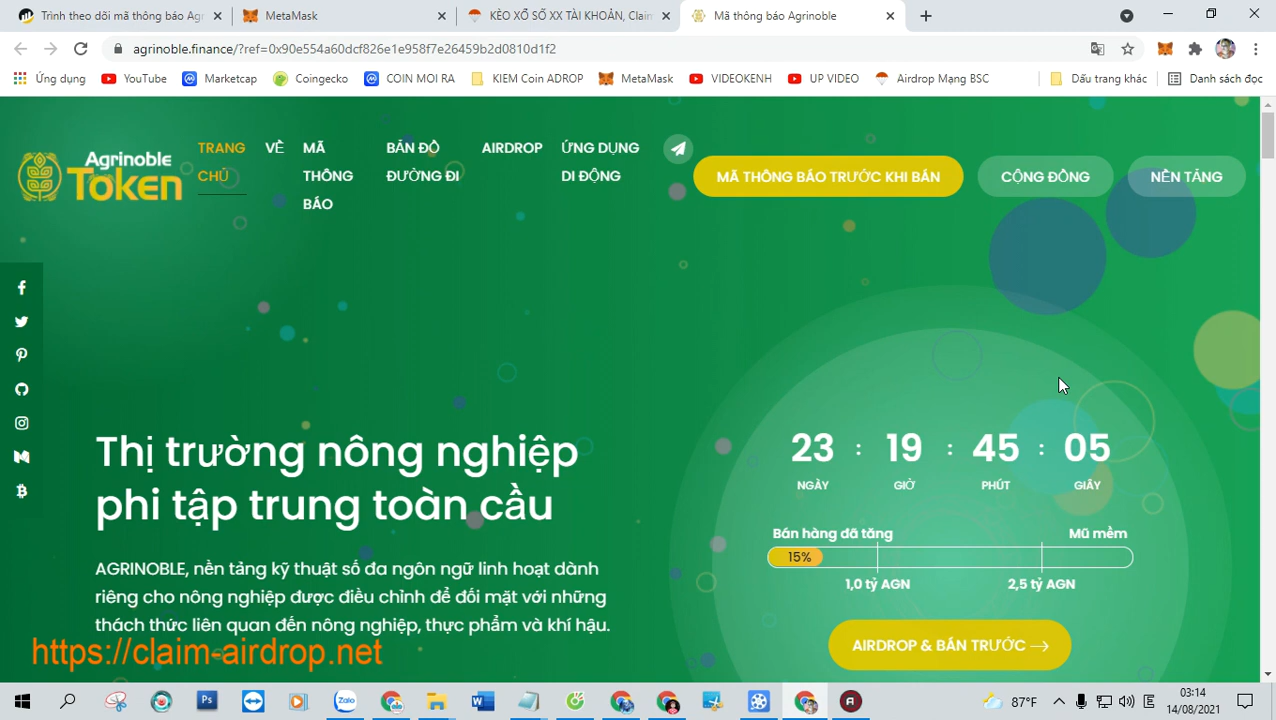 Trình theo dõi mã thông báo Agr
MetaMask
KÈO XỔ SỐ XX TÀI KHOẢN, Claim
Mã thông báo Agrinoble
agrinoble.finance/?ref=0x90e554a60dcf826e1e958f7e26459b2d0810d1f2
Ứng dụng
YouTube
Marketcap
Coingecko
COIN MOI RA
KIEM Coin ADROP
MetaMask
VIDEOKENH
UP VIDEO
Airdrop Mạng BSC
Dấu trang khác
Danh sách đọc
Agrinoble
Token
TRANG
CHỦ
VỀ
MÃ
THÔNG
BÁO
BẢN ĐỒ
ĐƯỜNG ĐI
AIRDROP
ỨNG DỤNG
DI ĐỘNG
MÃ THÔNG BÁO TRƯỚC KHI BÁN
CỘNG ĐỒNG
NỀN TẢNG
Thị trường nông nghiệp
phi tập trung toàn cầu
AGRINOBLE, nền tảng kỹ thuật số đa ngôn ngữ linh hoạt dành
riêng cho nông nghiệp được điều chỉnh để đối mặt với những
thách thức liên quan đến nông nghiệp, thực phẩm và khí hậu.
23 : 19 : 45 : 05
NGÀY GIỜ PHÚT GIÂY
Bán hàng đã tăng
Mũ mềm
15%
1,0 tỷ AGN
2,5 tỷ AGN
AIRDROP & BÁN TRƯỚC
https://claim-airdrop.net
Ps
Zalo
87°F
03:14
14/08/2021